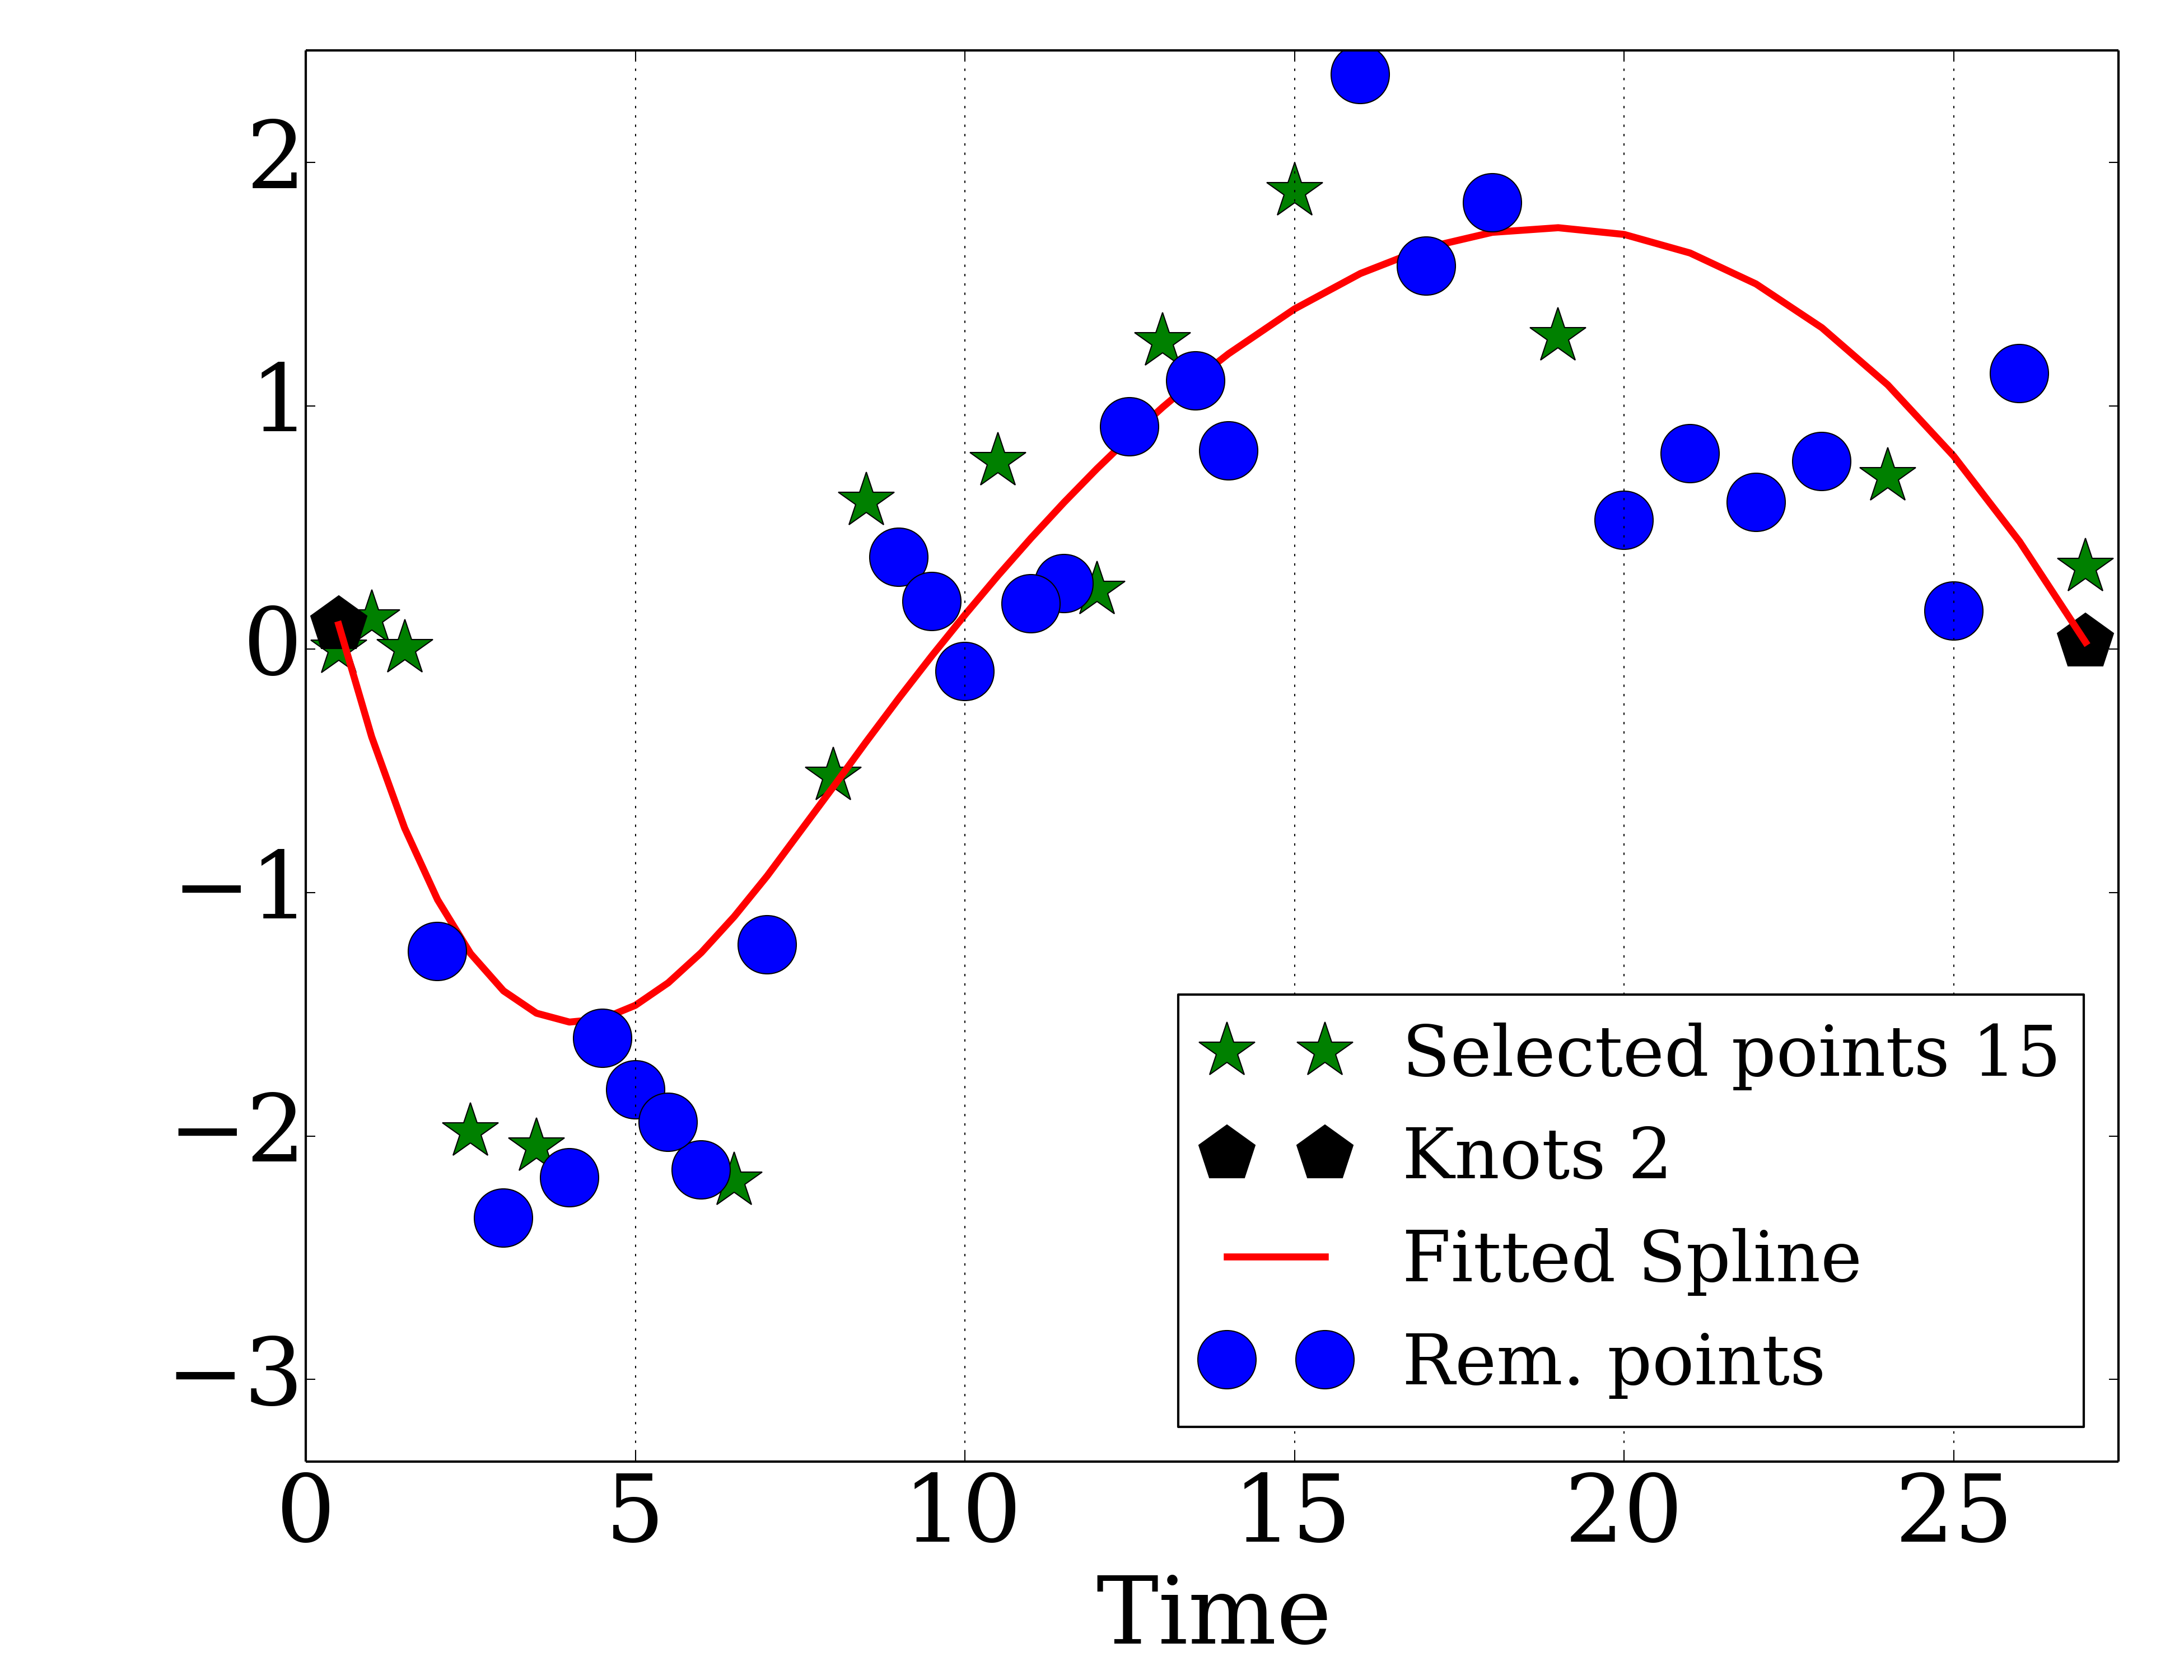 2
1
0
−1
−2
−3
0 5 10 15 20 25
Time
Selected points 15
Knots 2
Fitted Spline
Rem. points